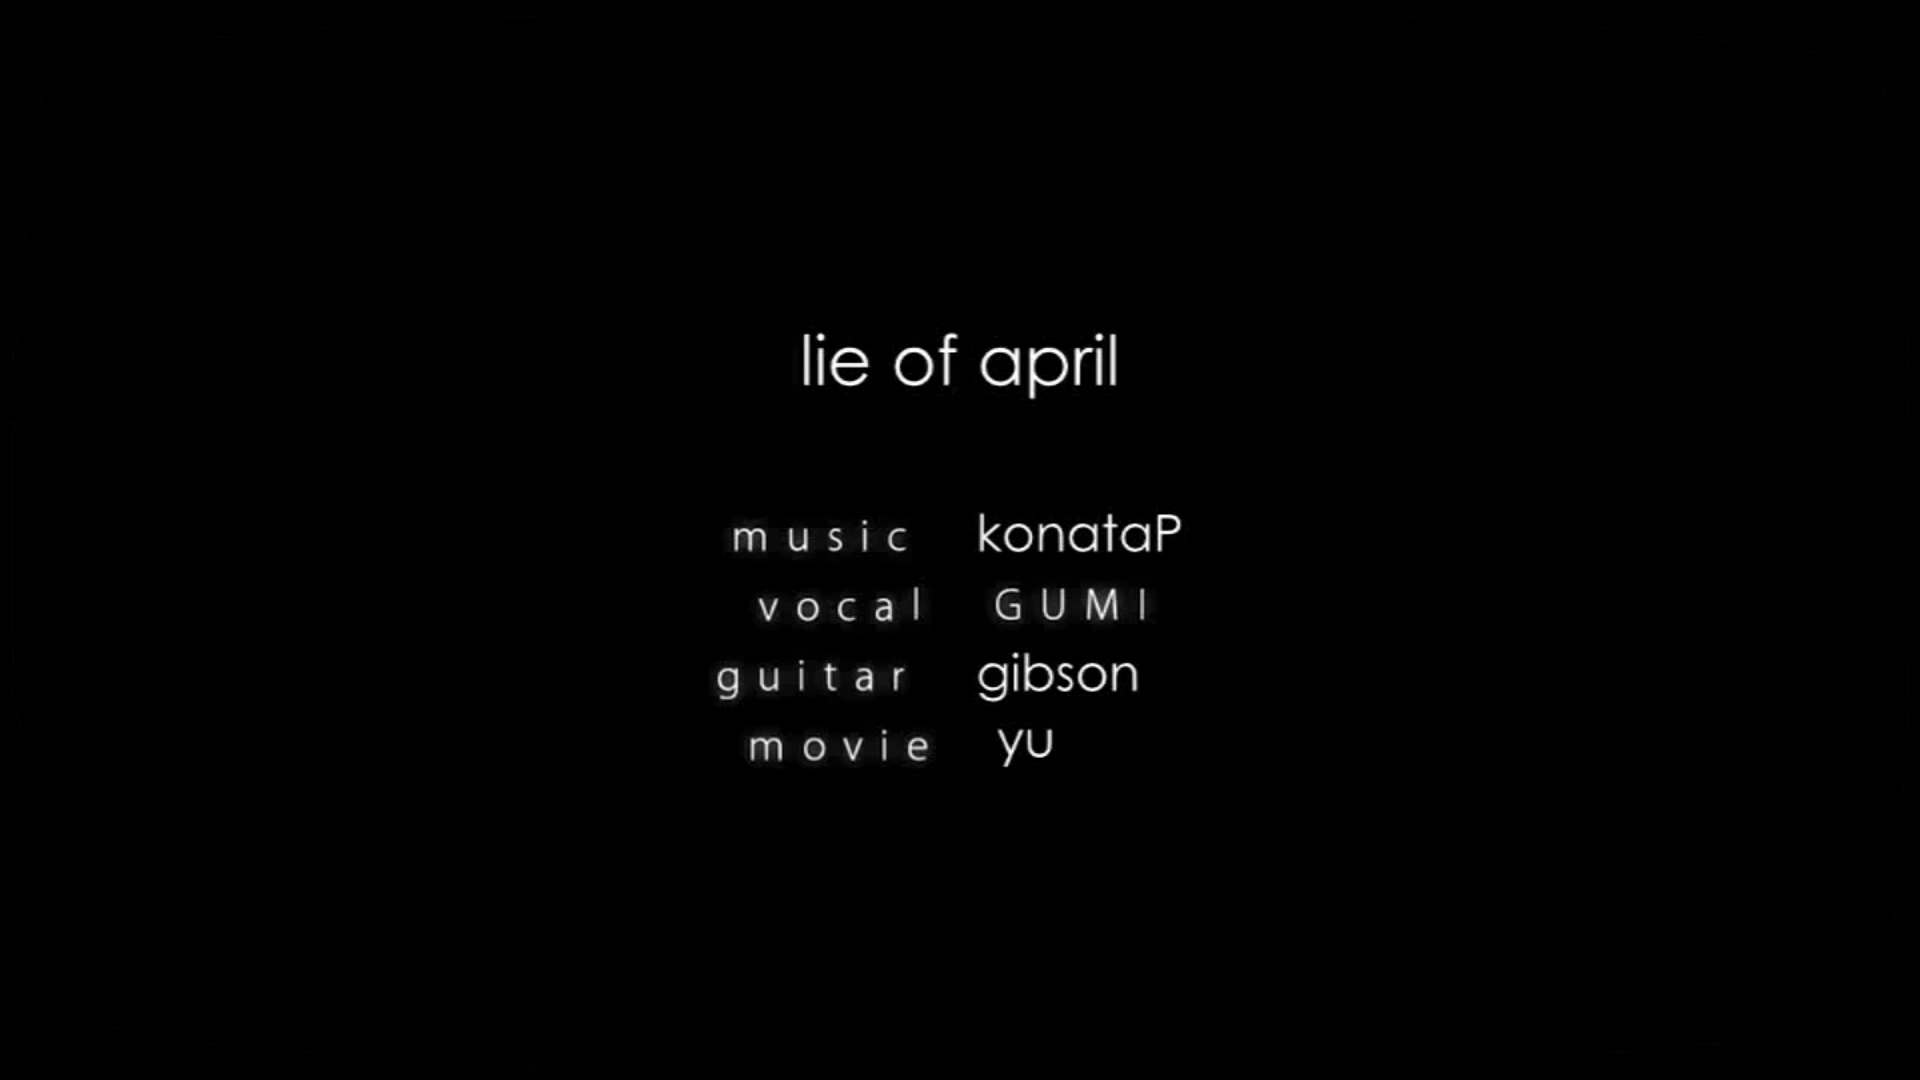 lie of april
music konataP
vocal GUMI
guitar gibson
movie yu